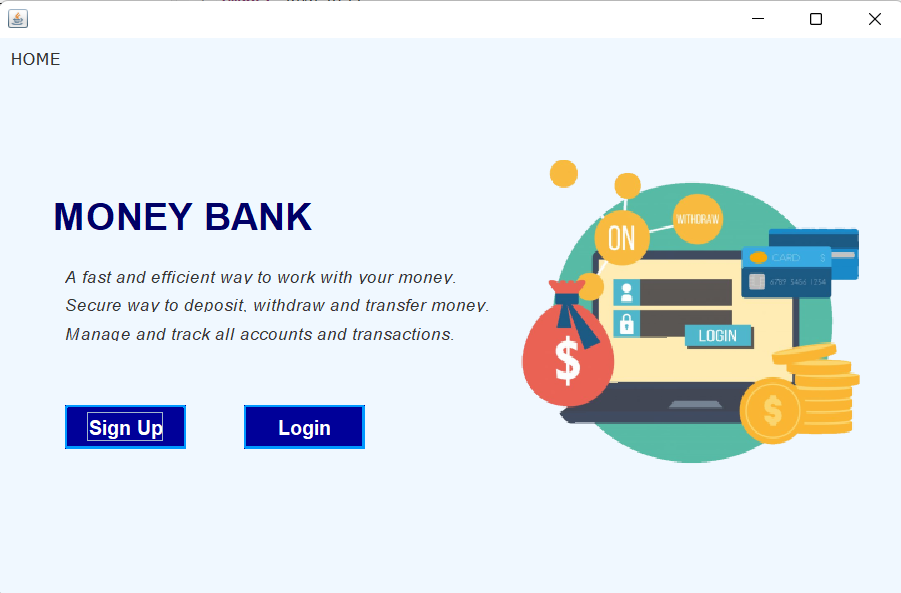 HOME
MONEY BANK
A fast and efficient way to work with your money.
Secure way to deposit, withdraw and transfer money.
Manage and track all accounts and transactions.
Sign Up
Login
ON
WITHDRAW
CARD $
6789 5456 1234
LOGIN
$
$